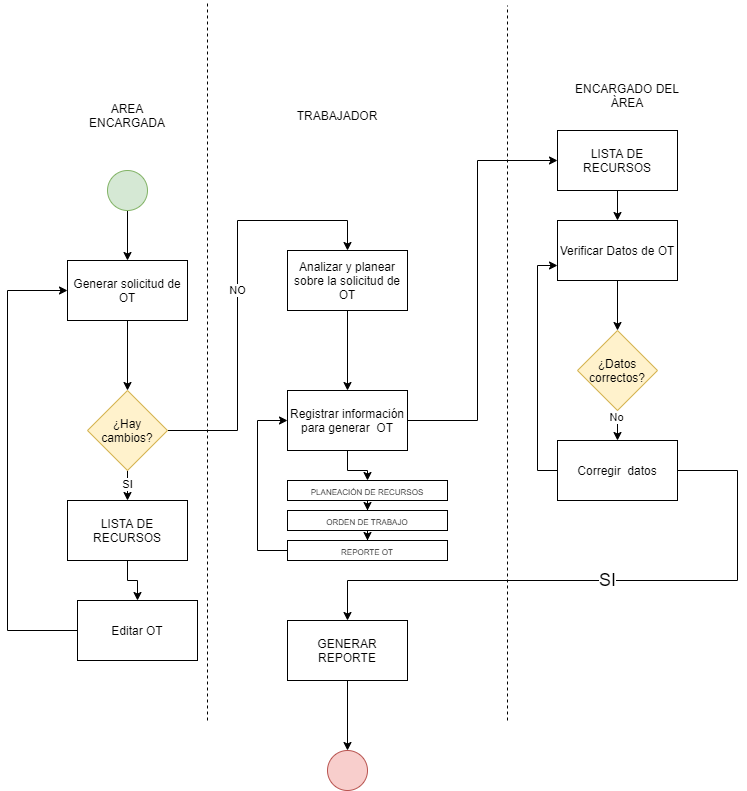 AREA
ENCARGADA
Generar solicitud de
OT
¿Hay
cambios?
SI
LISTA DE
RECURSOS
Editar OT
NO
TRABAJADOR
Analizar y planear
sobre la solicitud de
OT
Registrar información
para generar OT
PLANEACIÓN DE RECURSOS
ORDEN DE TRABAJO
REPORTE OT
GENERAR
REPORTE
ENCARGADO DEL
ÀREA
LISTA DE
RECURSOS
Verificar Datos de OT
¿Datos
correctos?
No
Corregir datos
SI